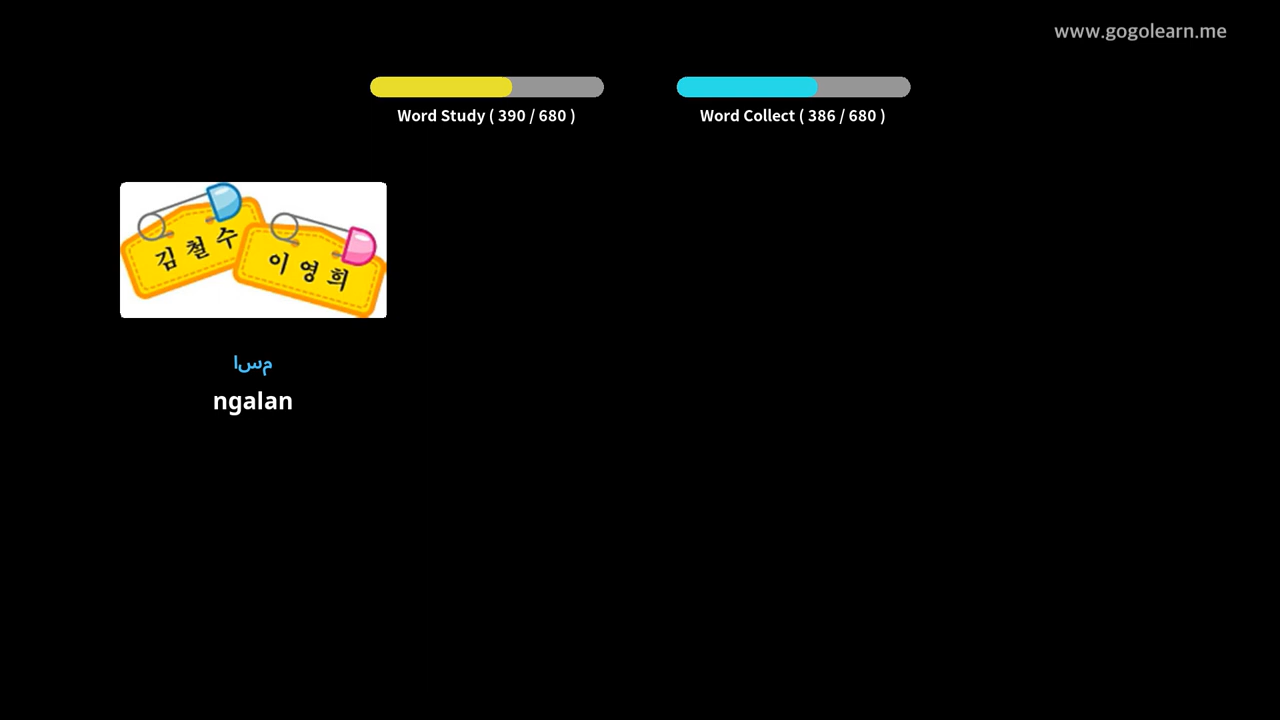 www.gogolearn.me
Word Study ( 390 / 680 )
Word Collect ( 386 / 680 )
김철수
이영희
اسم
ngalan